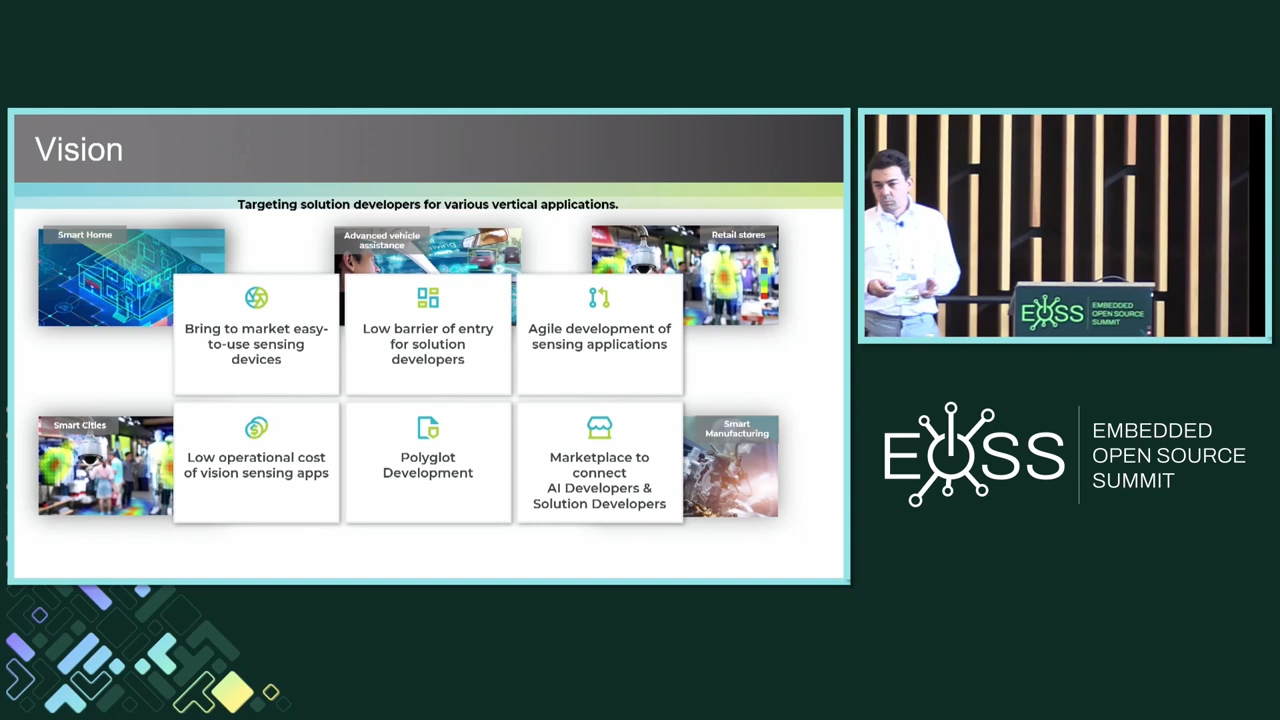 Vision
Targeting solution developers for various vertical applications.
Smart Home
Advanced vehicle
assistance
Retail stores
Bring to market easy-
to-use sensing
devices
Low barrier of entry
for solution
developers
Agile development of
sensing applications
Smart Cities
Low operational cost
of vision sensing apps
Polyglot
Development
Marketplace to
connect
AI Developers &
Solution Developers
Smart
Manufacturing
EOSS
EMBEDDED
OPEN SOURCE
SUMMIT
EOSS
EMBEDDED
OPEN SOURCE
SUMMIT